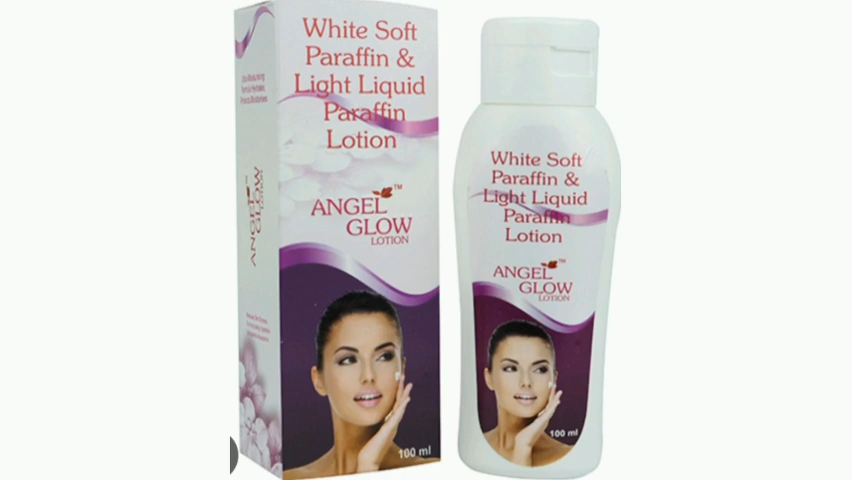 White Soft
Paraffin &
Light Liquid
Paraffin
Lotion
ANGEL™
GLOW
LOTION
100 ml
ANGEL GLOW
LOTION
White Soft
Paraffin &
Light Liquid
Paraffin
Lotion
ANGEL™
GLOW
LOTION
100 ml